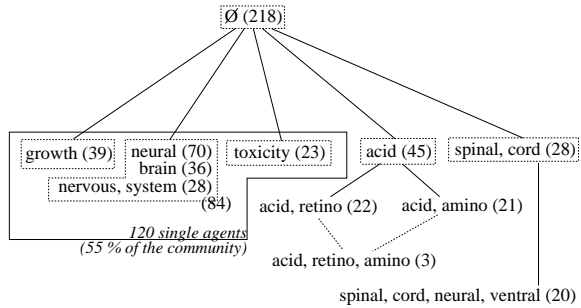 Ø (218)
growth (39) neural (70) toxicity (23) acid (45) spinal, cord (28)
brain (36)
nervous, system (28)
(84)
acid, retino (22) acid, amino (21)
120 single agents
(55 % of the community)
acid, retino, amino (3)
spinal, cord, neural, ventral (20)